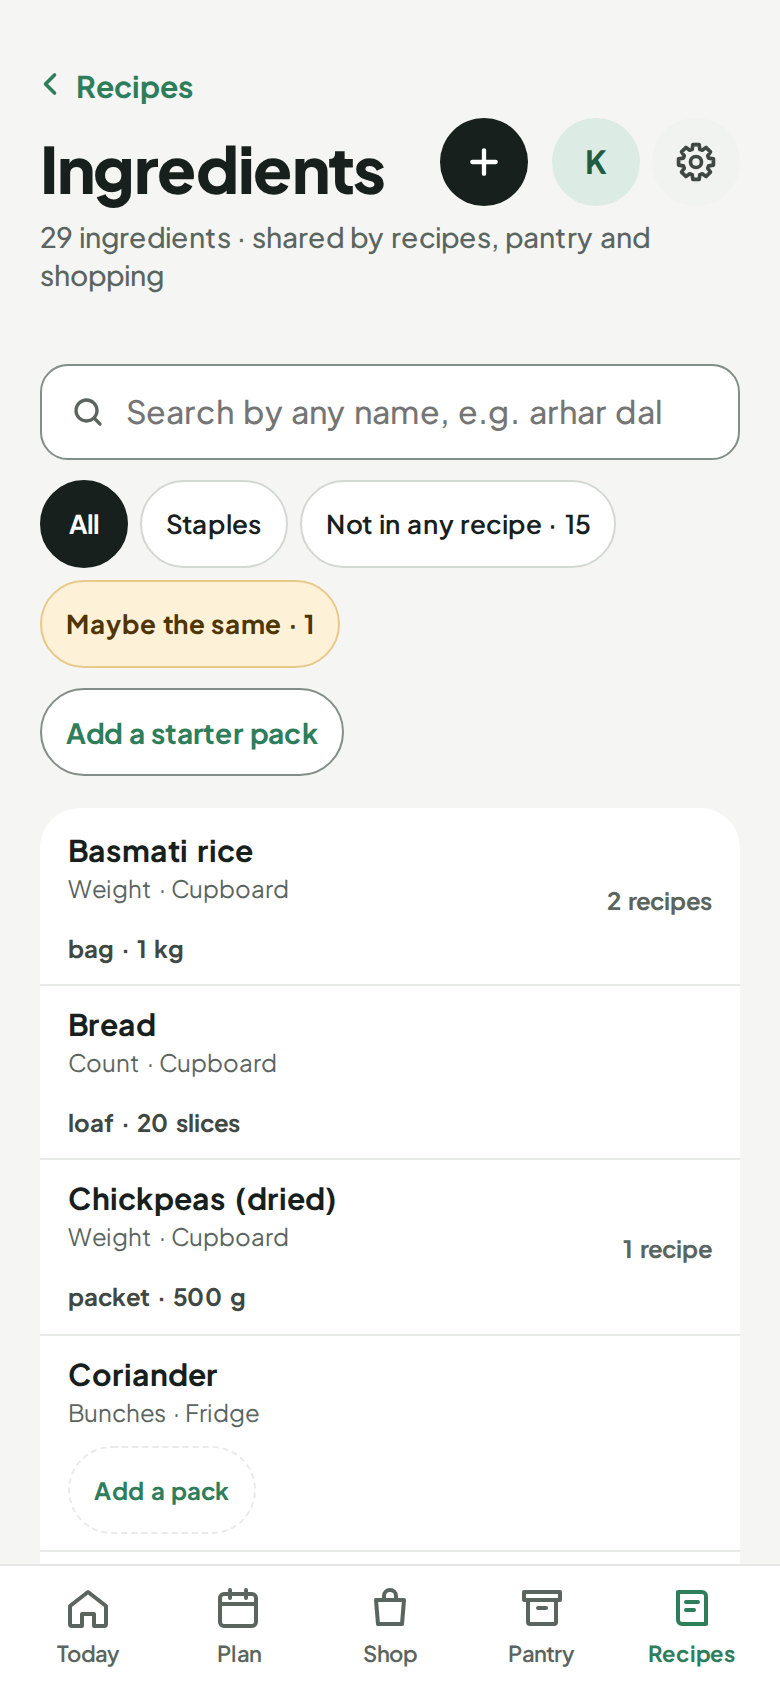 Recipes
Ingredients
K
29 ingredients · shared by recipes, pantry and
shopping
Search by any name, e.g. arhar dal
All
Staples
Not in any recipe · 15
Maybe the same · 1
Add a starter pack
Basmati rice
Weight · Cupboard
2 recipes
bag · 1 kg
Bread
Count · Cupboard
loaf · 20 slices
Chickpeas (dried)
Weight · Cupboard
1 recipe
packet · 500 g
Coriander
Bunches · Fridge
Add a pack
Today
Plan
Shop
Pantry
Recipes